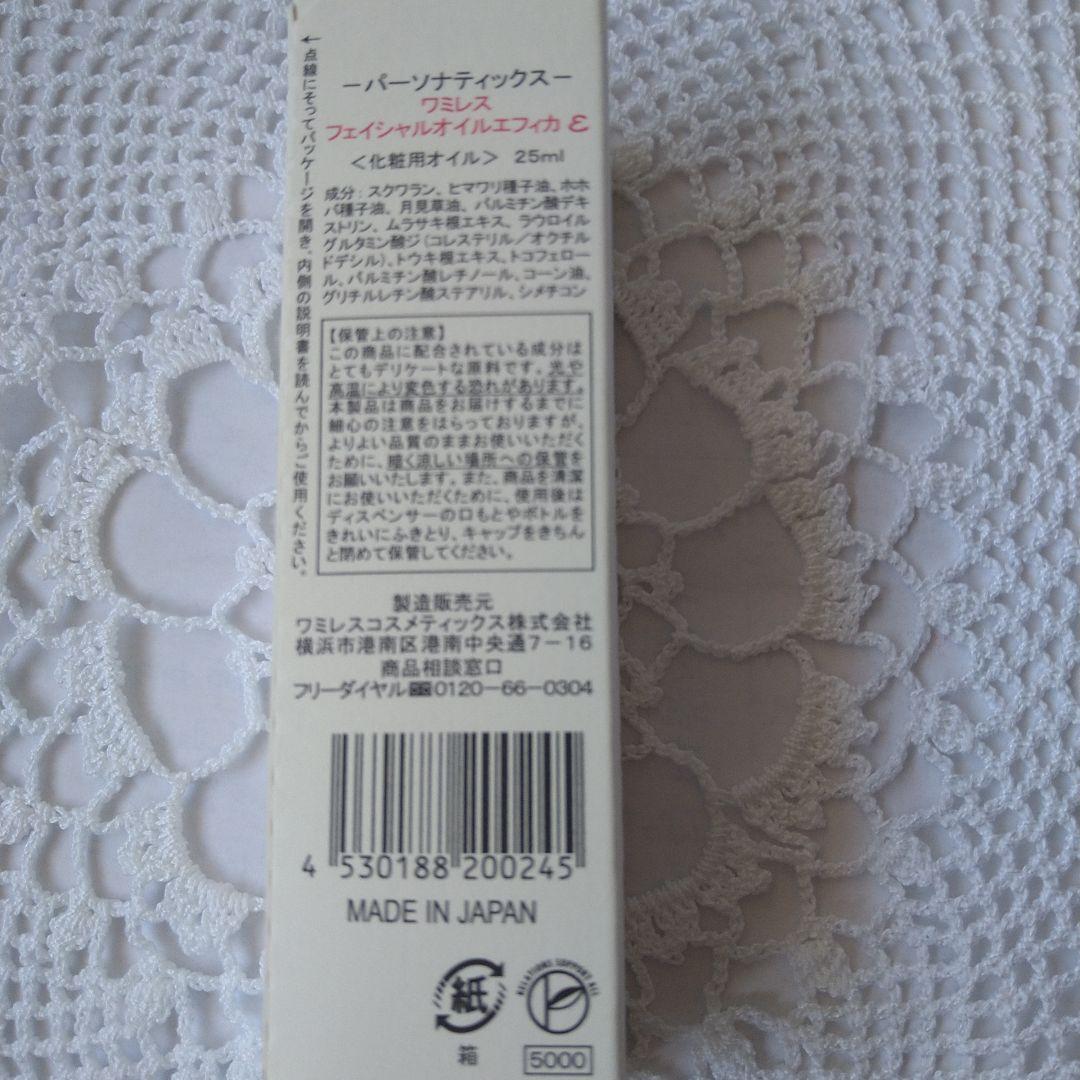 ←点線にそってパッケージを開き、内側の説明書を読んでからご使用ください。
−パーソナティックス−
ワミレス
フェイシャルオイルエフィカ ε
＜化粧用オイル＞ 25ml
成分：スクワラン、ヒマワリ種子油、ホホ
バ種子油、月見草油、パルミチン酸デキ
ストリン、ムラサキ根エキス、ラウロイル
グルタミン酸ジ(コレステリル／オクチル
ドデシル)、トウキ根エキス、トコフェロー
ル、パルミチン酸レチノール、コーン油、
グリチルレチン酸ステアリル、シメチコン
【保管上の注意】
この商品に配合されている成分は
とてもデリケートな原料です。光や
高温により変色する恐れがあります。
本製品は商品をお届けするまでに
細心の注意をはらっておりますが、
よりよい品質のままお使いいただく
ために、暗く涼しい場所への保管を
お願いいたします。また、商品を清潔
にお使いいただくために、使用後は
ディスペンサーの口もとやボトルを
きれいにふきとり、キャップをきちん
と閉めて保管してください。
製造販売元
ワミレスコスメティックス株式会社
横浜市港南区港南中央通7−16
商品相談窓口
フリーダイヤル 0120−66−0304
4 530188 200245
MADE IN JAPAN
紙
箱
RELATIONS SUPPORT ALL
5000